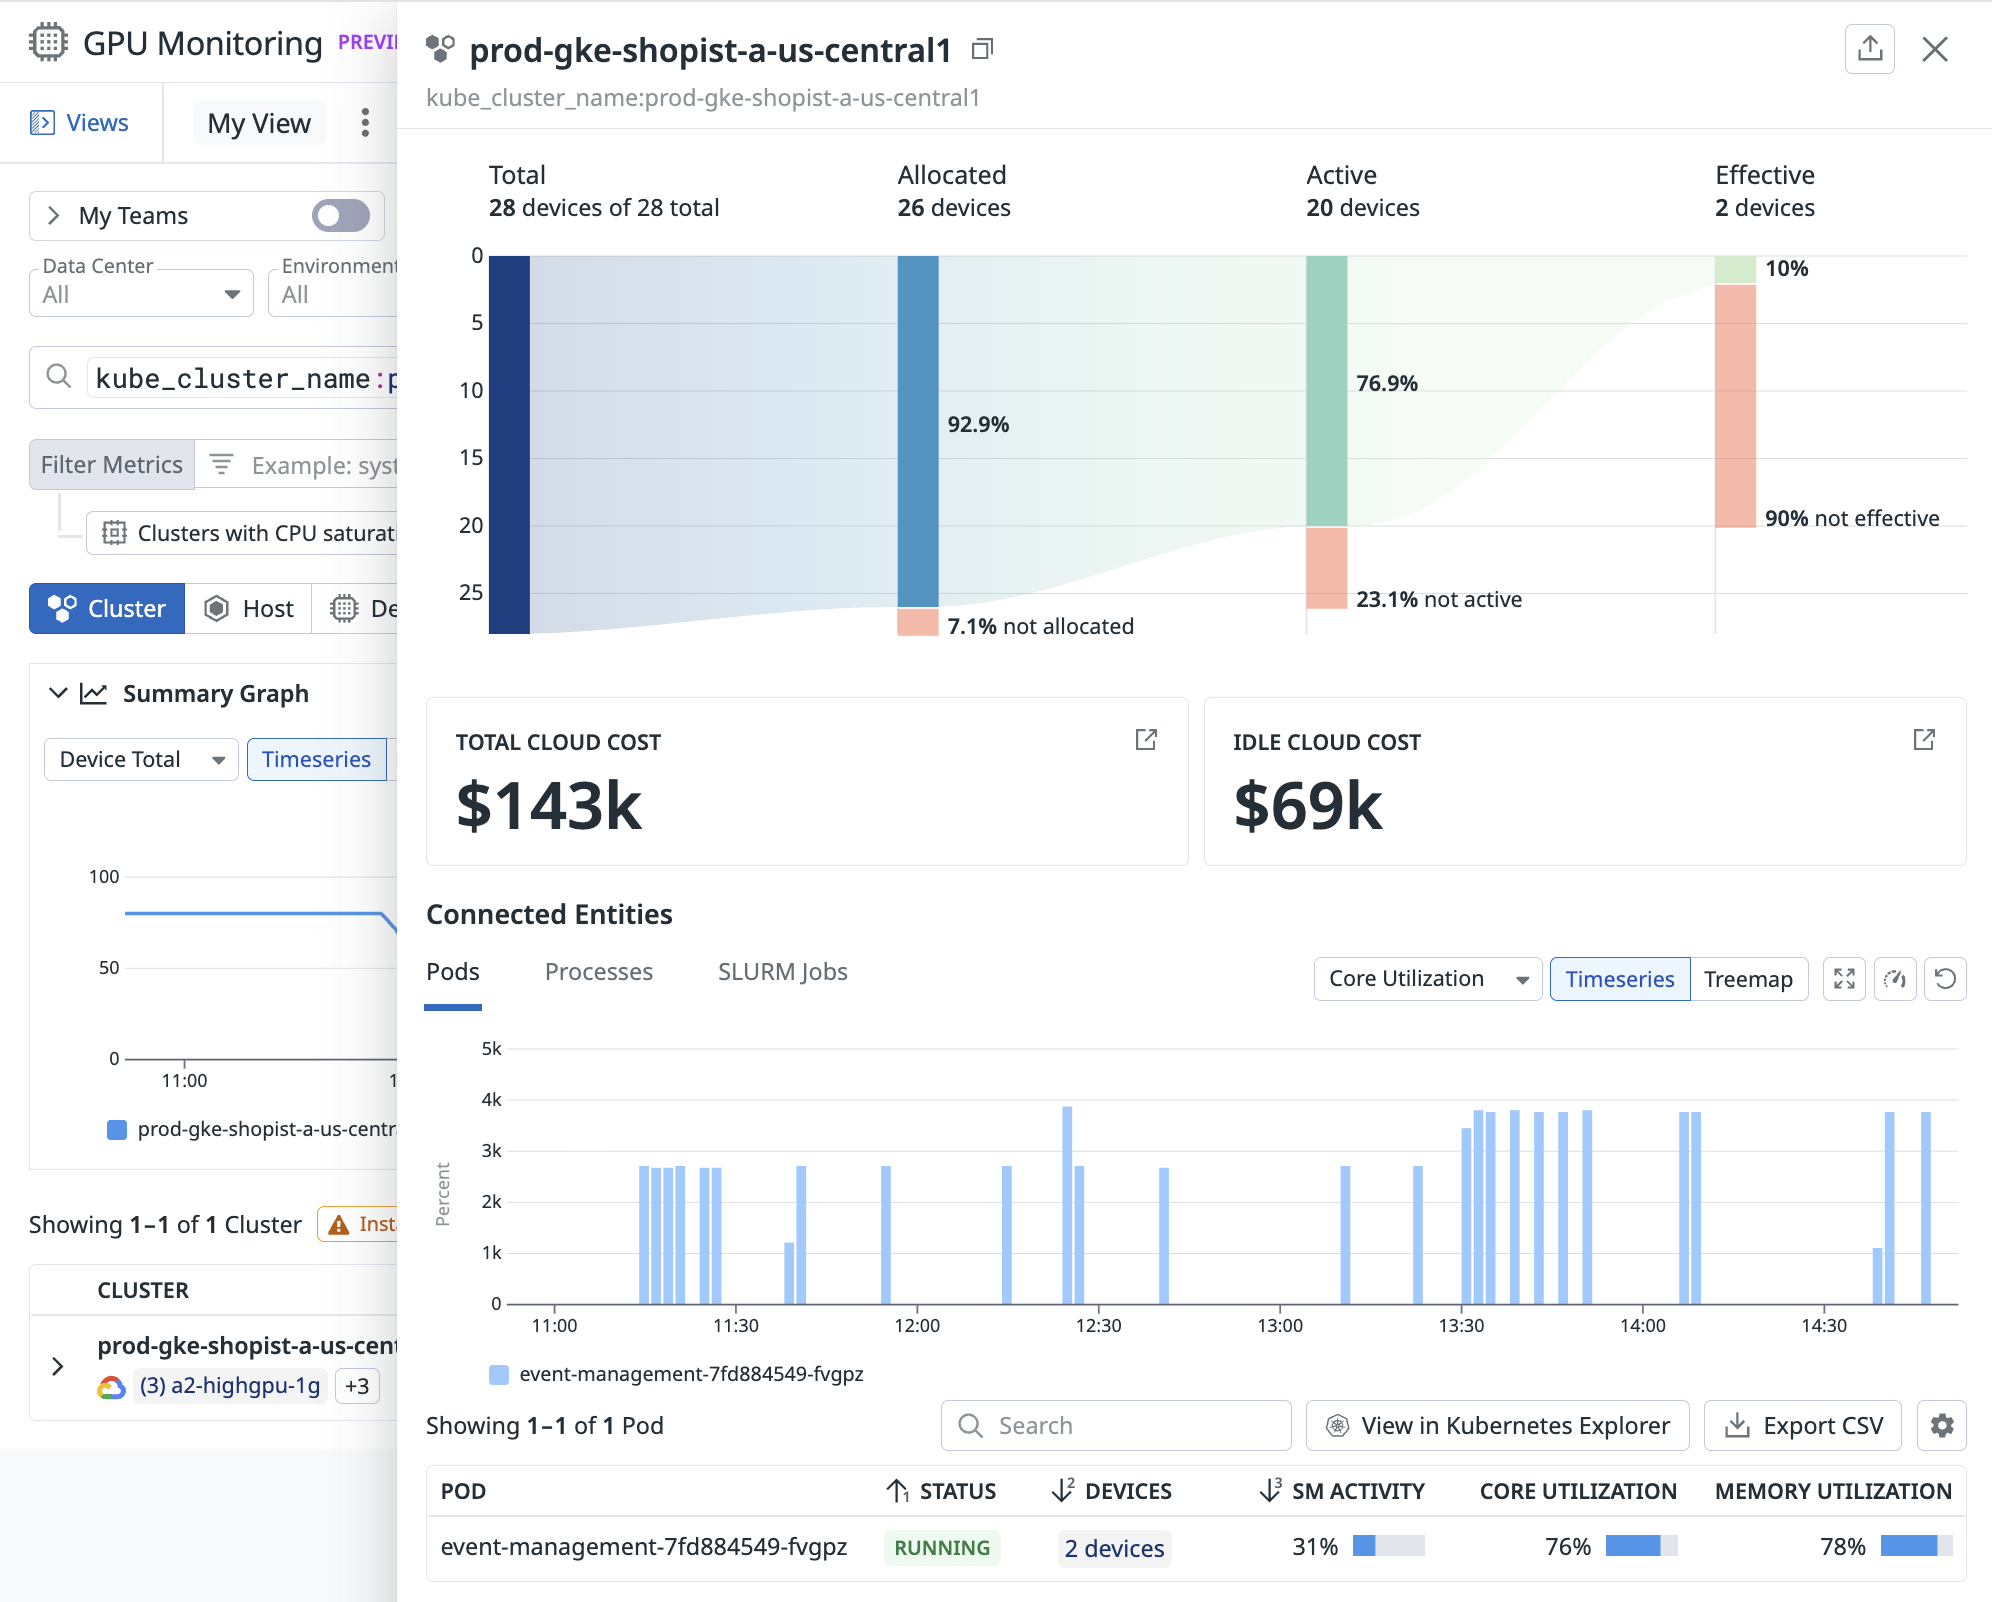 GPU Monitoring PREVI
Views
My View
My Teams
Data Center
All
Environment
All
kube_cluster_name:p
Filter Metrics
Example: syst
Clusters with CPU saturati
Cluster
Host
De
Summary Graph
Device Total
Timeseries
100
50
0
11:00
1
prod-gke-shopist-a-us-centra
Showing 1–1 of 1 Cluster
Insta
CLUSTER
prod-gke-shopist-a-us-cent
(3) a2-highgpu-1g
+3
prod-gke-shopist-a-us-central1
kube_cluster_name:prod-gke-shopist-a-us-central1
Total
28 devices of 28 total
Allocated
26 devices
Active
20 devices
Effective
2 devices
0
5
10
15
20
25
92.9%
7.1% not allocated
76.9%
23.1% not active
10%
90% not effective
TOTAL CLOUD COST
$143k
IDLE CLOUD COST
$69k
Connected Entities
Pods
Processes
SLURM Jobs
Core Utilization
Timeseries
Treemap
Percent
5k
4k
3k
2k
1k
0
11:00
11:30
12:00
12:30
13:00
13:30
14:00
14:30
event-management-7fd884549-fvgpz
Showing 1–1 of 1 Pod
Search
View in Kubernetes Explorer
Export CSV
POD
1 STATUS
2 DEVICES
3 SM ACTIVITY
CORE UTILIZATION
MEMORY UTILIZATION
event-management-7fd884549-fvgpz
RUNNING
2 devices
31%
76%
78%